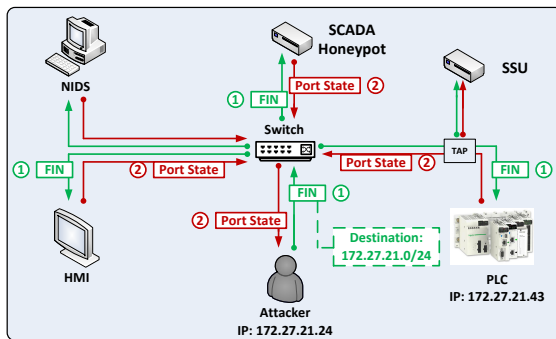 SCADA
Honeypot
SSU
NIDS
1 FIN
Port State 2
Switch
TAP
1 FIN
2 Port State
Port State 2
FIN 1
2 Port State
FIN 1
Destination:
172.27.21.0/24
HMI
Attacker
IP: 172.27.21.24
PLC
IP: 172.27.21.43